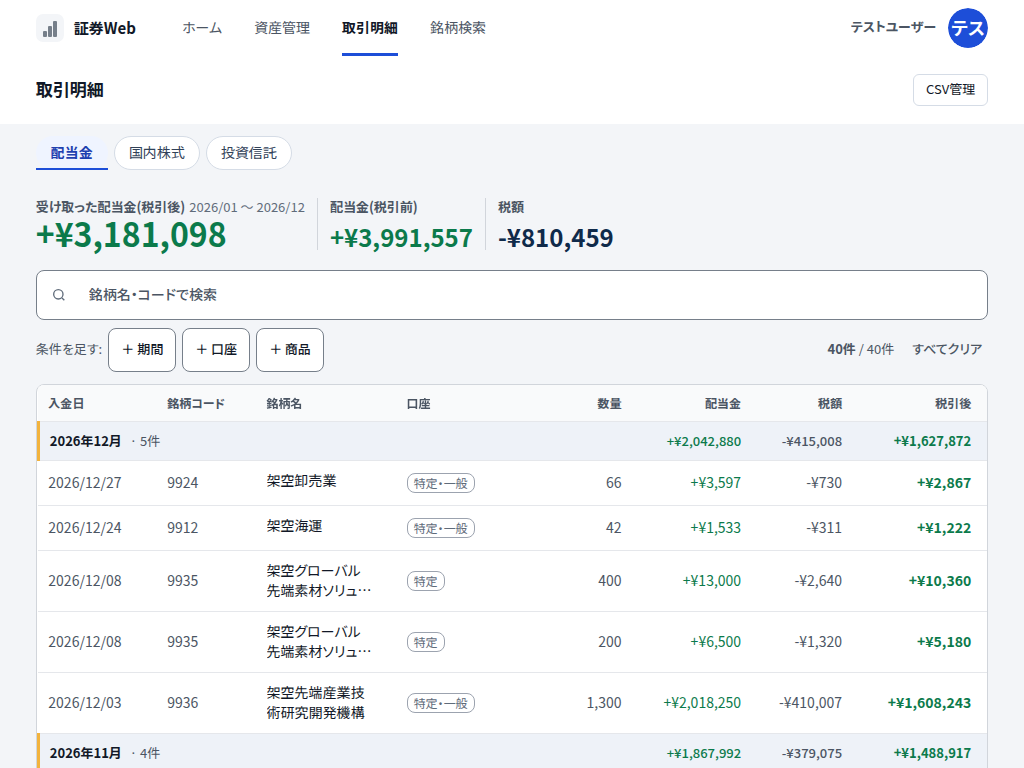 証券Web ホーム 資産管理 取引明細 銘柄検索 テストユーザー テス
取引明細 CSV管理
配当金 国内株式 投資信託
受け取った配当金(税引後) 2026/01 〜 2026/12 配当金(税引前) 税額
+¥3,181,098 +¥3,991,557 -¥810,459
銘柄名・コードで検索
条件を足す: ＋ 期間 ＋ 口座 ＋ 商品 40件 / 40件 すべてクリア
入金日 銘柄コード 銘柄名 口座 数量 配当金 税額 税引後
2026年12月 ・5件 +¥2,042,880 -¥415,008 +¥1,627,872
2026/12/27 9924 架空卸売業 特定・一般 66 +¥3,597 -¥730 +¥2,867
2026/12/24 9912 架空海運 特定・一般 42 +¥1,533 -¥311 +¥1,222
2026/12/08 9935 架空グローバル
先端素材ソリュ… 特定 400 +¥13,000 -¥2,640 +¥10,360
2026/12/08 9935 架空グローバル
先端素材ソリュ… 特定 200 +¥6,500 -¥1,320 +¥5,180
2026/12/03 9936 架空先端産業技
術研究開発機構 特定・一般 1,300 +¥2,018,250 -¥410,007 +¥1,608,243
2026年11月 ・4件 +¥1,867,992 -¥379,075 +¥1,488,917